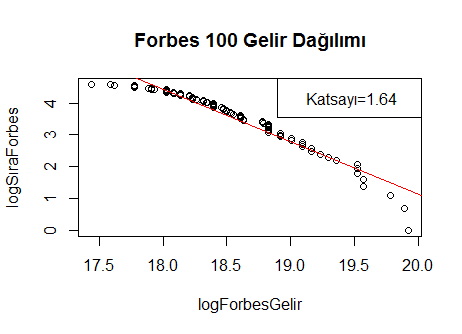 Forbes 100 Gelir Dağılımı
Katsayı=1.64
logSiraForbes
4
3
2
1
0
17.5 18.0 18.5 19.0 19.5 20.0
logForbesGelir